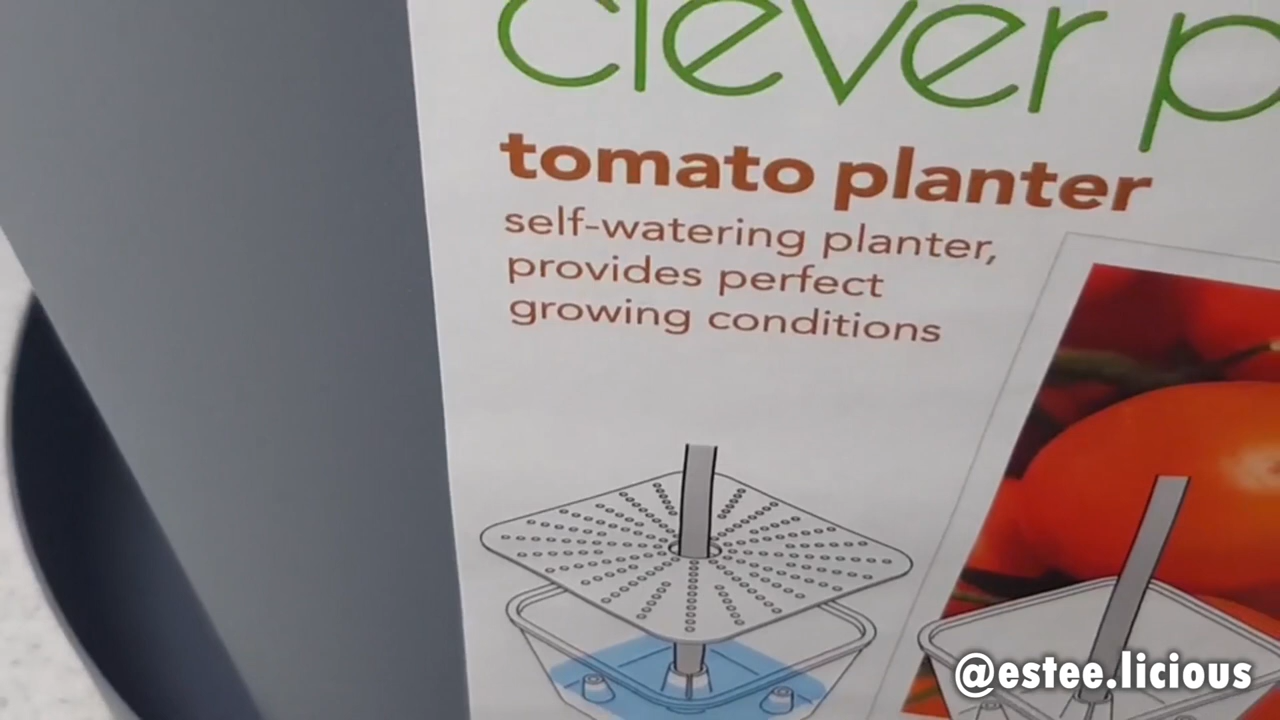 clever p
tomato planter
self-watering planter,
provides perfect
growing conditions
@estee.licious